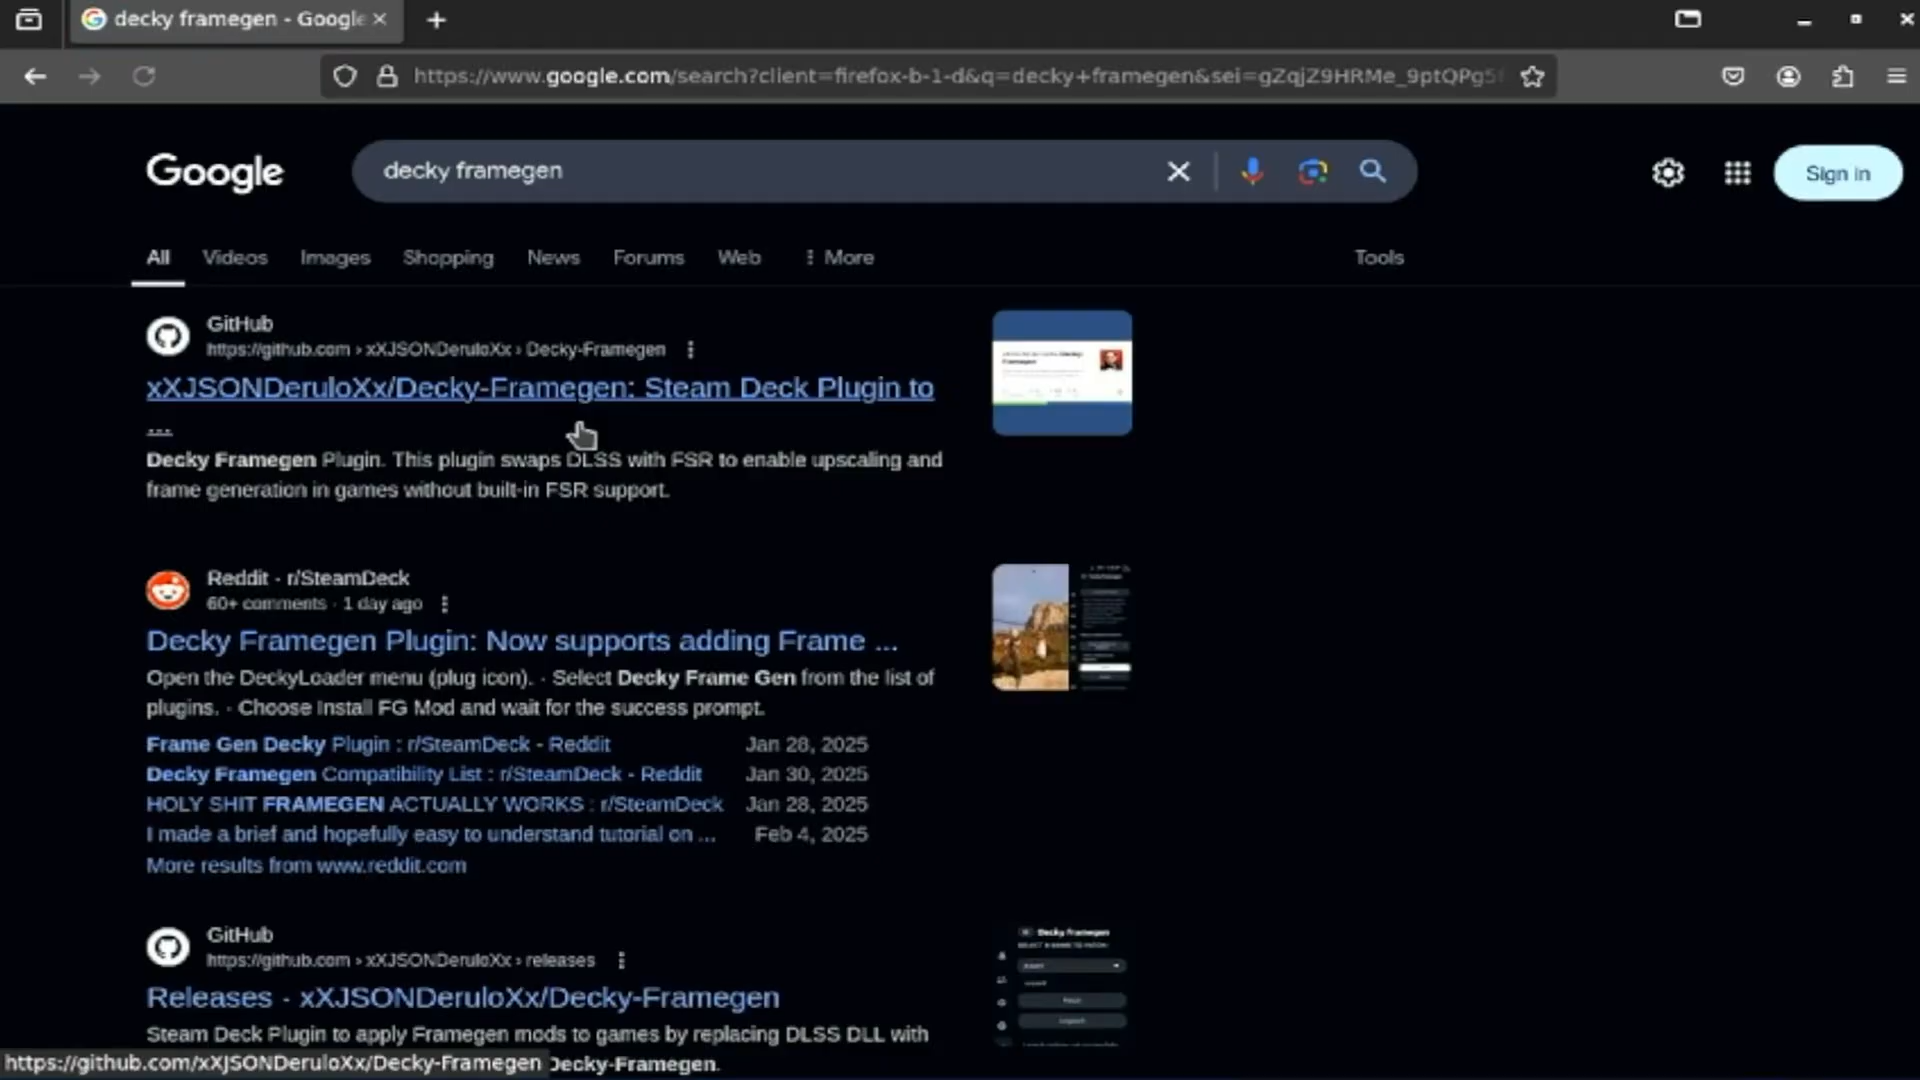 decky framegen - Google
https://www.google.com/search?client=firefox-b-1-d&q=decky+framegen&sei=gZqjZ9HRMe_9ptQPg5
Google
decky framegen
Sign in
All Videos Images Shopping News Forums Web More Tools
GitHub
https://github.com › xXJSONDeruloXx › Decky-Framegen
xXJSONDeruloXx/Decky-Framegen: Steam Deck Plugin to
...
Decky Framegen Plugin. This plugin swaps DLSS with FSR to enable upscaling and
frame generation in games without built-in FSR support.
Reddit · r/SteamDeck
60+ comments · 1 day ago
Decky Framegen Plugin: Now supports adding Frame ...
Open the DeckyLoader menu (plug icon). · Select Decky Frame Gen from the list of
plugins. · Choose Install FG Mod and wait for the success prompt.
Frame Gen Decky Plugin : r/SteamDeck - Reddit Jan 28, 2025
Decky Framegen Compatibility List : r/SteamDeck - Reddit Jan 30, 2025
HOLY SHIT FRAMEGEN ACTUALLY WORKS : r/SteamDeck Jan 28, 2025
I made a brief and hopefully easy to understand tutorial on ... Feb 4, 2025
More results from www.reddit.com
GitHub
https://github.com › xXJSONDeruloXx › releases
Decky Framegen
Releases · xXJSONDeruloXx/Decky-Framegen
Steam Deck Plugin to apply Framegen mods to games by replacing DLSS DLL with
https://github.com/xXJSONDeruloXx/Decky-Framegen Decky-Framegen.